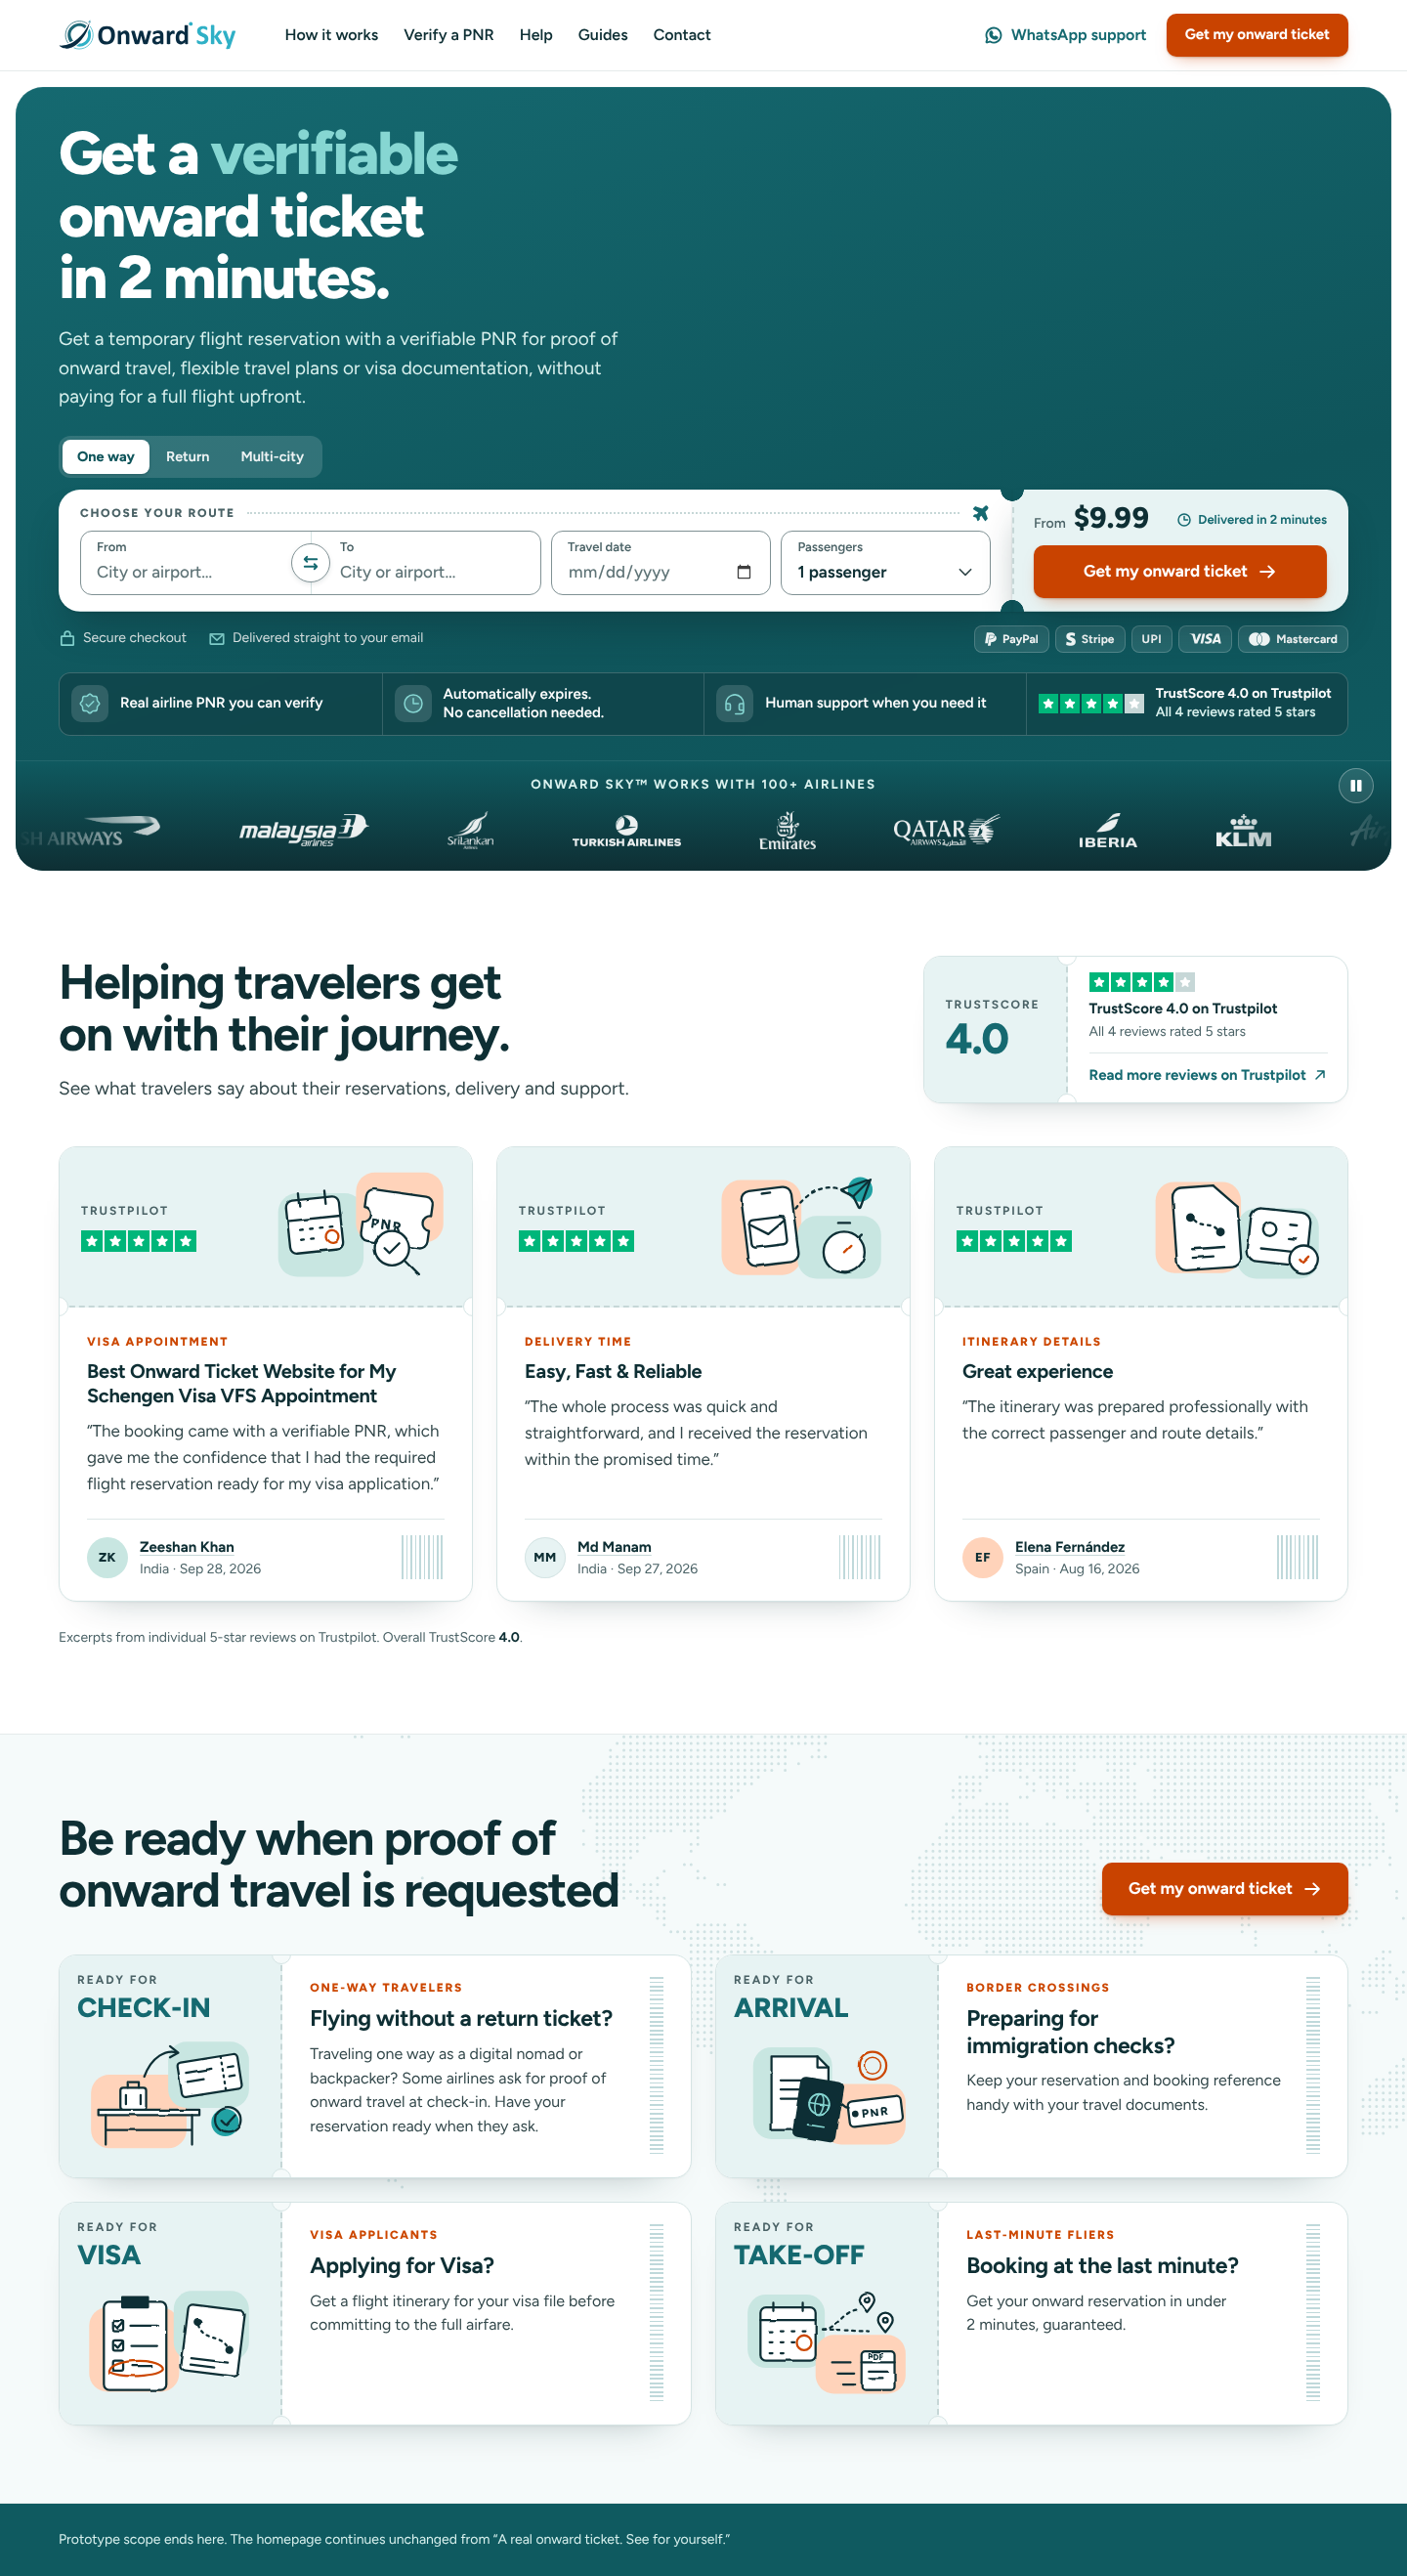 Onward Sky
How it works
Verify a PNR
Help
Guides
Contact
WhatsApp support
Get my onward ticket
Get a verifiable
onward ticket
in 2 minutes.
Get a temporary flight reservation with a verifiable PNR for proof of
onward travel, flexible travel plans or visa documentation, without
paying for a full flight upfront.
One way
Return
Multi-city
CHOOSE YOUR ROUTE
From
City or airport...
To
City or airport...
Travel date
mm/dd/yyyy
Passengers
1 passenger
From $9.99
Delivered in 2 minutes
Get my onward ticket
Secure checkout
Delivered straight to your email
PayPal
Stripe
UPI
VISA
Mastercard
Real airline PNR you can verify
Automatically expires.
No cancellation needed.
Human support when you need it
TrustScore 4.0 on Trustpilot
All 4 reviews rated 5 stars
ONWARD SKY™ WORKS WITH 100+ AIRLINES
SH AIRWAYS
malaysia
airlines
SriLankan
Airlines
TURKISH AIRLINES
Emirates
QATAR
AIRWAYS القطرية
IBERIA
KLM
Air
Helping travelers get
on with their journey.
See what travelers say about their reservations, delivery and support.
TRUSTSCORE
4.0
TrustScore 4.0 on Trustpilot
All 4 reviews rated 5 stars
Read more reviews on Trustpilot
TRUSTPILOT
PNR
VISA APPOINTMENT
Best Onward Ticket Website for My
Schengen Visa VFS Appointment
“The booking came with a verifiable PNR, which
gave me the confidence that I had the required
flight reservation ready for my visa application.”
ZK
Zeeshan Khan
India · Sep 28, 2026
TRUSTPILOT
DELIVERY TIME
Easy, Fast & Reliable
“The whole process was quick and
straightforward, and I received the reservation
within the promised time.”
MM
Md Manam
India · Sep 27, 2026
TRUSTPILOT
ITINERARY DETAILS
Great experience
“The itinerary was prepared professionally with
the correct passenger and route details.”
EF
Elena Fernández
Spain · Aug 16, 2026
Excerpts from individual 5-star reviews on Trustpilot. Overall TrustScore 4.0.
Be ready when proof of
onward travel is requested
Get my onward ticket
READY FOR
CHECK-IN
ONE-WAY TRAVELERS
Flying without a return ticket?
Traveling one way as a digital nomad or
backpacker? Some airlines ask for proof of
onward travel at check-in. Have your
reservation ready when they ask.
READY FOR
ARRIVAL
PNR
BORDER CROSSINGS
Preparing for
immigration checks?
Keep your reservation and booking reference
handy with your travel documents.
READY FOR
VISA
VISA APPLICANTS
Applying for Visa?
Get a flight itinerary for your visa file before
committing to the full airfare.
READY FOR
TAKE-OFF
PDF
LAST-MINUTE FLIERS
Booking at the last minute?
Get your onward reservation in under
2 minutes, guaranteed.
Prototype scope ends here. The homepage continues unchanged from “A real onward ticket. See for yourself.”